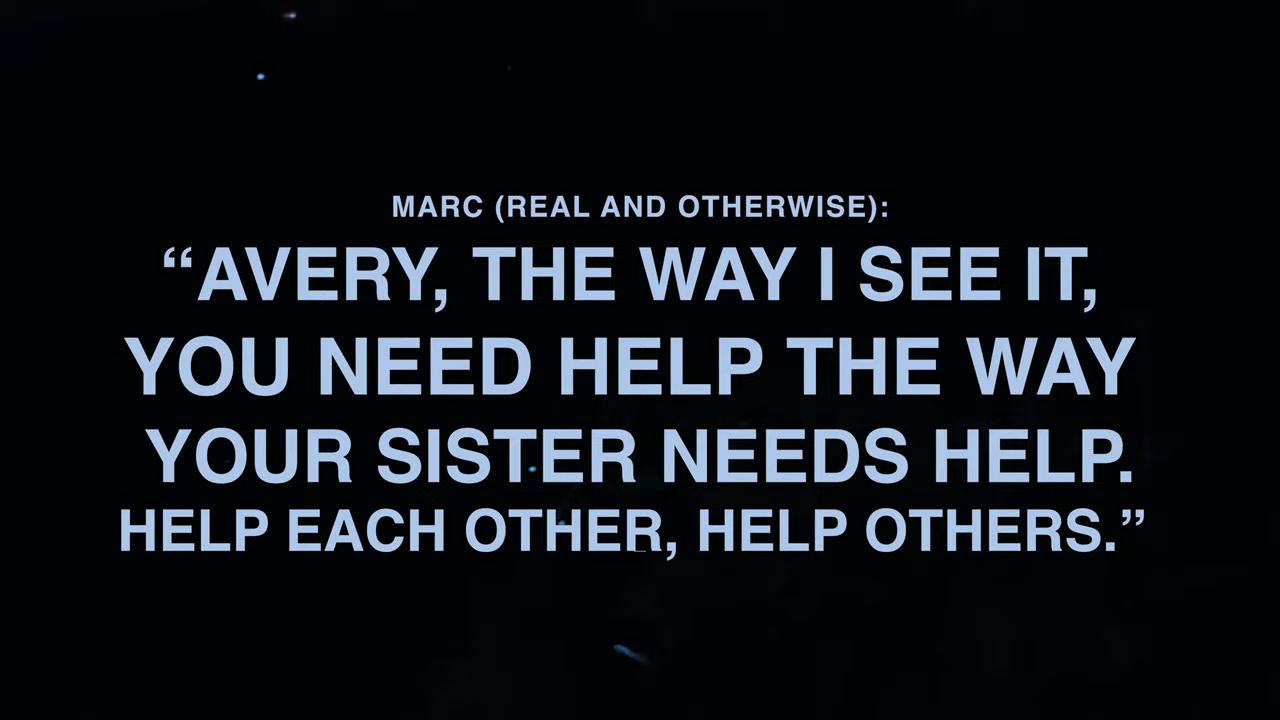 MARC (REAL AND OTHERWISE):
“AVERY, THE WAY I SEE IT,
YOU NEED HELP THE WAY
YOUR SISTER NEEDS HELP.
HELP EACH OTHER, HELP OTHERS.”